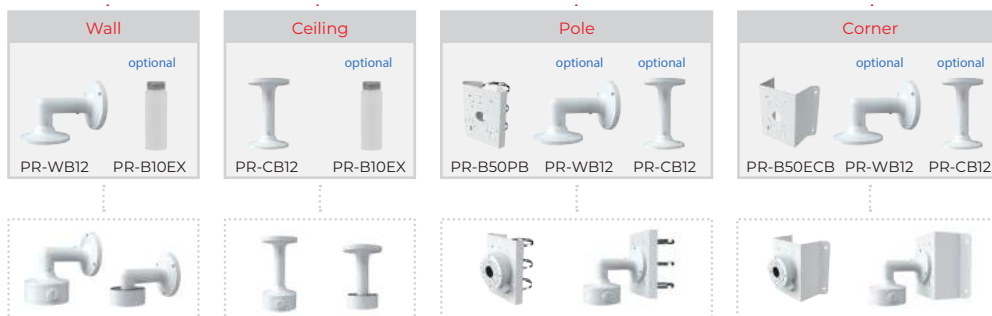 Wall
optional
PR-WB12 PR-B10EX
Ceiling
optional
PR-CB12 PR-B10EX
Pole
optional optional
PR-B50PB PR-WB12 PR-CB12
Corner
optional optional
PR-B50ECB PR-WB12 PR-CB12